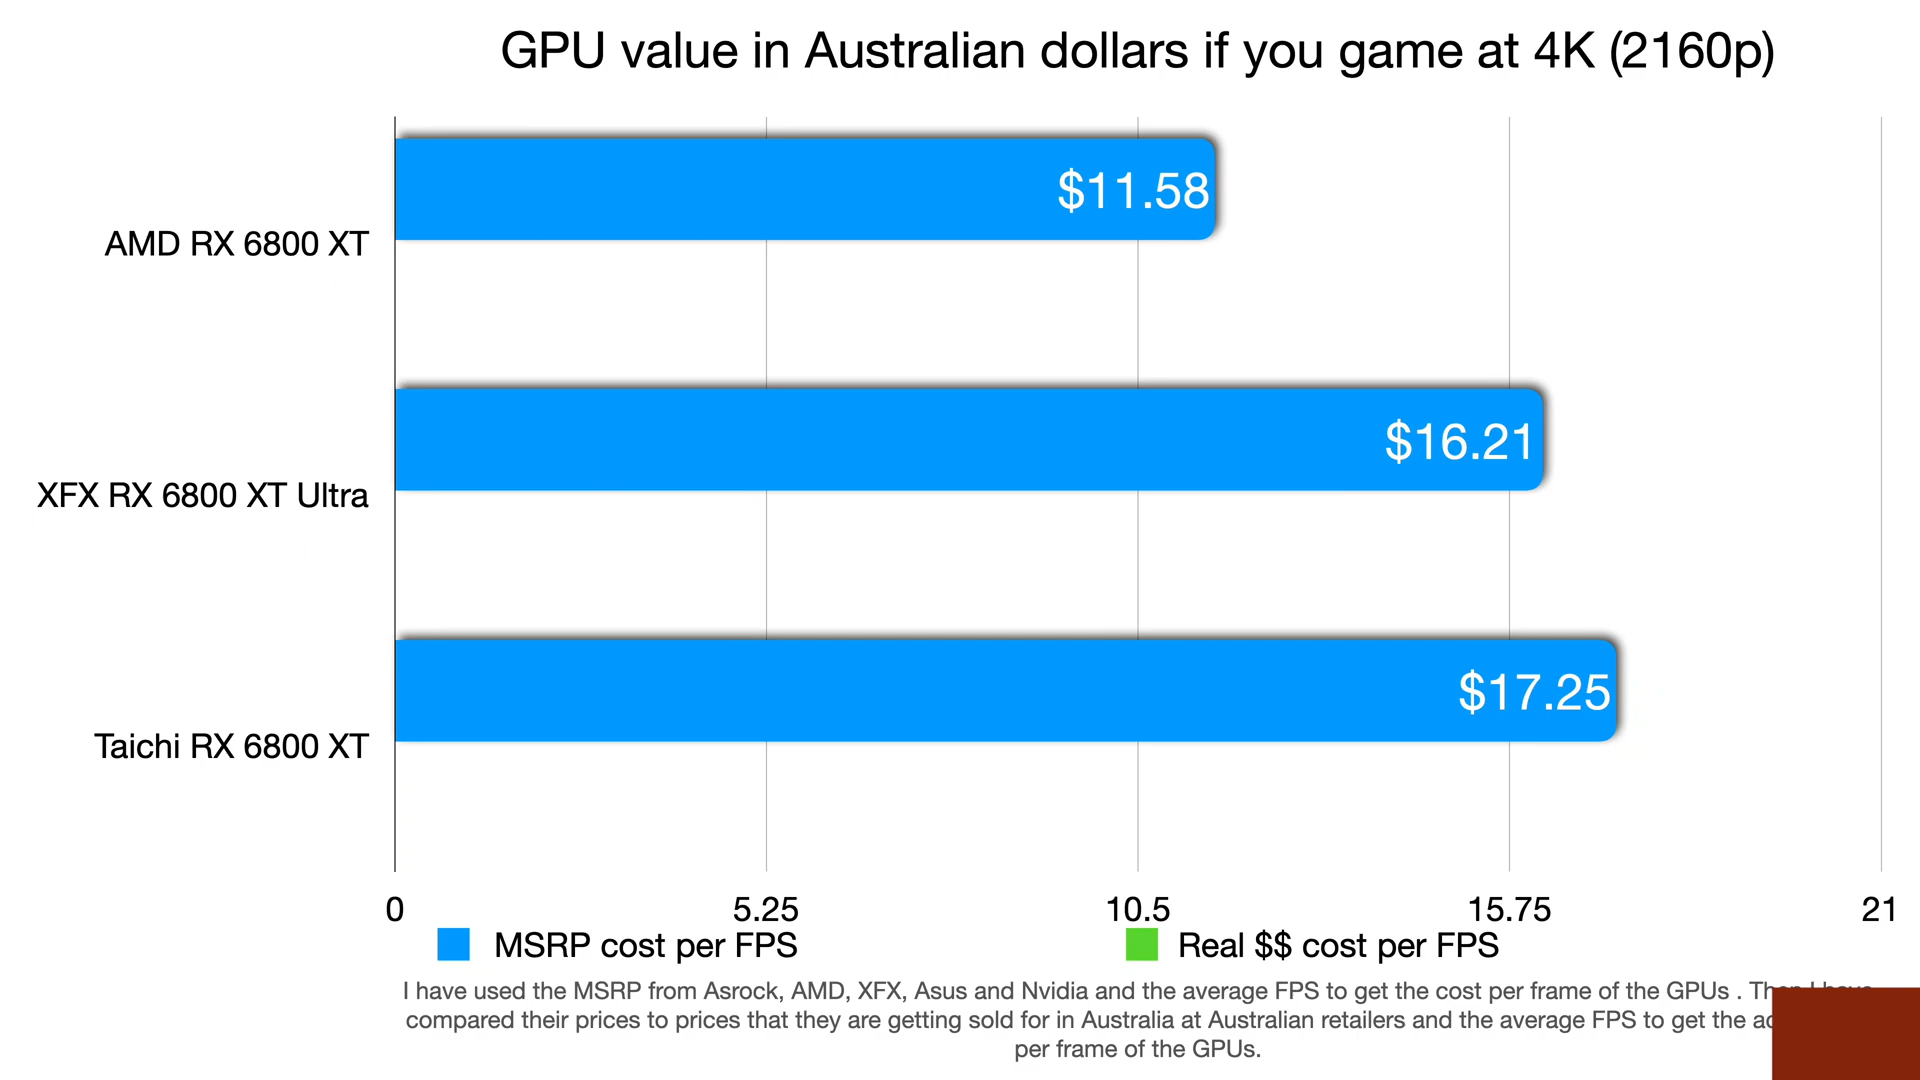 GPU value in Australian dollars if you game at 4K (2160p)
$11.58
AMD RX 6800 XT
$16.21
XFX RX 6800 XT Ultra
$17.25
Taichi RX 6800 XT
0 5.25 10.5 15.75 21
MSRP cost per FPS Real $$ cost per FPS
I have used the MSRP from Asrock, AMD, XFX, Asus and Nvidia and the average FPS to get the cost per frame of the GPUs . Then I have
compared their prices to prices that they are getting sold for in Australia at Australian retailers and the average FPS to get the
per frame of the GPUs.